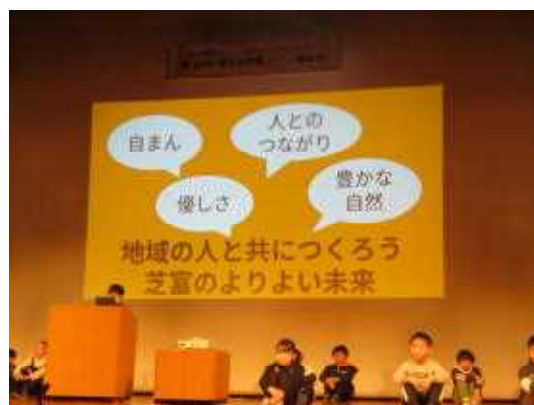 自まん
人との
つながり
優しさ
豊かな
自然
地域の人と共につくろう
芝富のよりよい未来